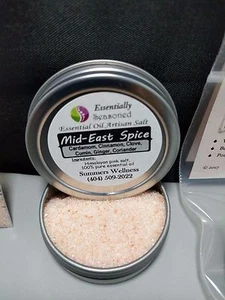 Essentially
Seasoned
Essential Oil Artisan Salt
Mid-East Spice
Cardamom, Cinnamon, Clove,
Cumin, Ginger, Coriander
Ingredients:
Himalayan pink salt,
100% pure essential oil
Summers Wellness
(404) 509-2022